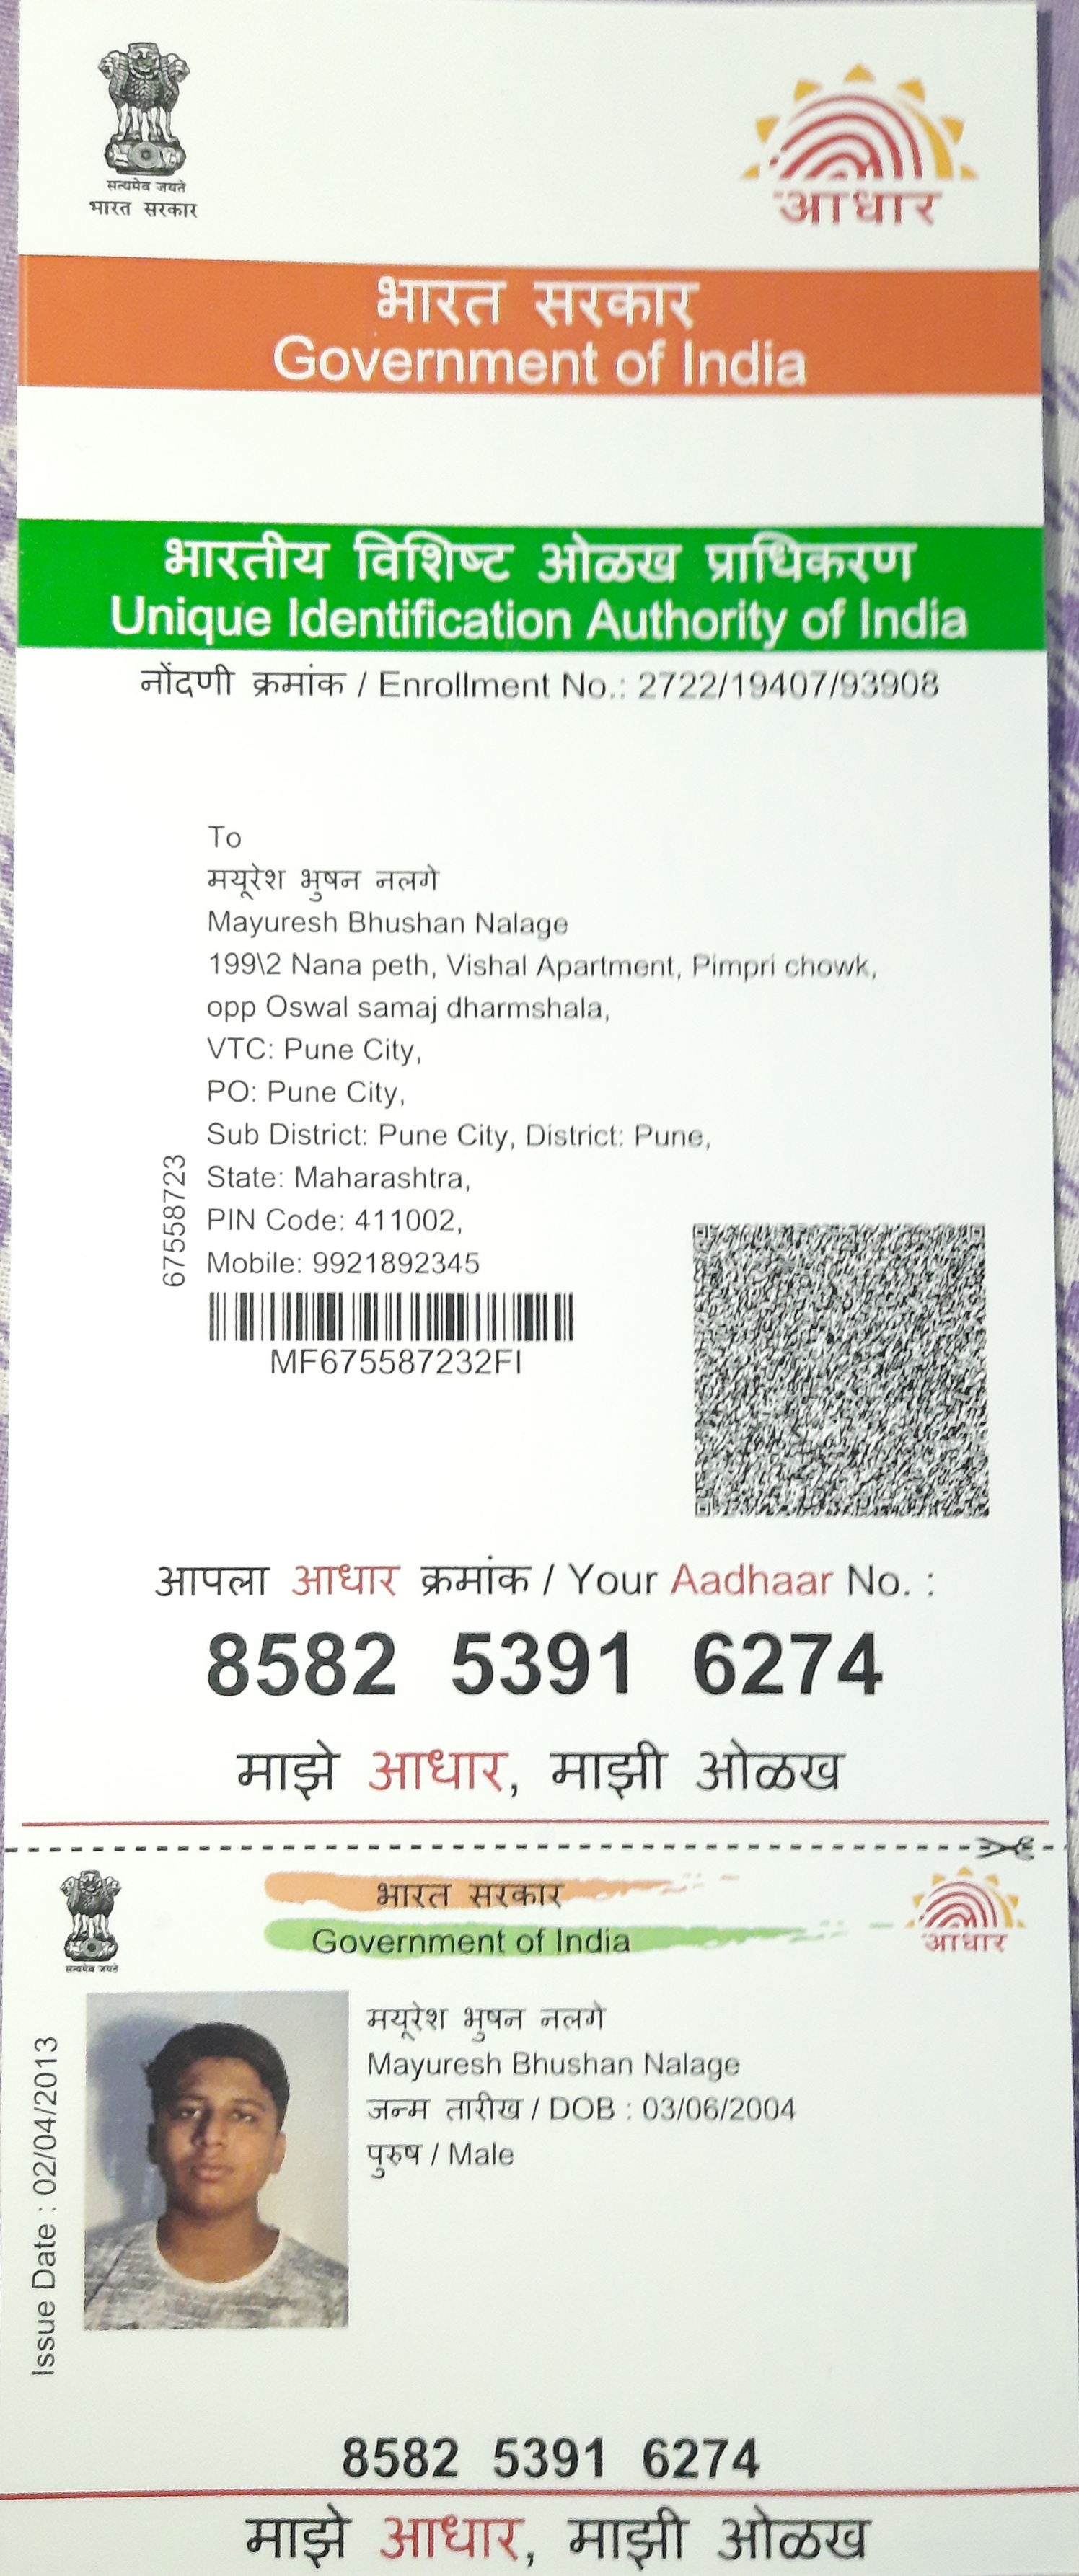 सत्यमेव जयते
भारत सरकार
आधार
भारत सरकार
Government of India
भारतीय विशिष्ट ओळख प्राधिकरण
Unique Identification Authority of India
नोंदणी क्रमांक / Enrollment No.: 2722/19407/93908
To
मयूरेश भुषन नलगे
Mayuresh Bhushan Nalage
199\2 Nana peth, Vishal Apartment, Pimpri chowk,
opp Oswal samaj dharmshala,
VTC: Pune City,
PO: Pune City,
Sub District: Pune City, District: Pune,
State: Maharashtra,
PIN Code: 411002,
Mobile: 9921892345
67558723
MF675587232FI
आपला आधार क्रमांक / Your Aadhaar No. :
8582 5391 6274
माझे आधार, माझी ओळख
सत्यमेव जयते
भारत सरकार
Government of India
आधार
Issue Date : 02/04/2013
मयूरेश भुषन नलगे
Mayuresh Bhushan Nalage
जन्म तारीख / DOB : 03/06/2004
पुरुष / Male
8582 5391 6274
माझे आधार, माझी ओळख